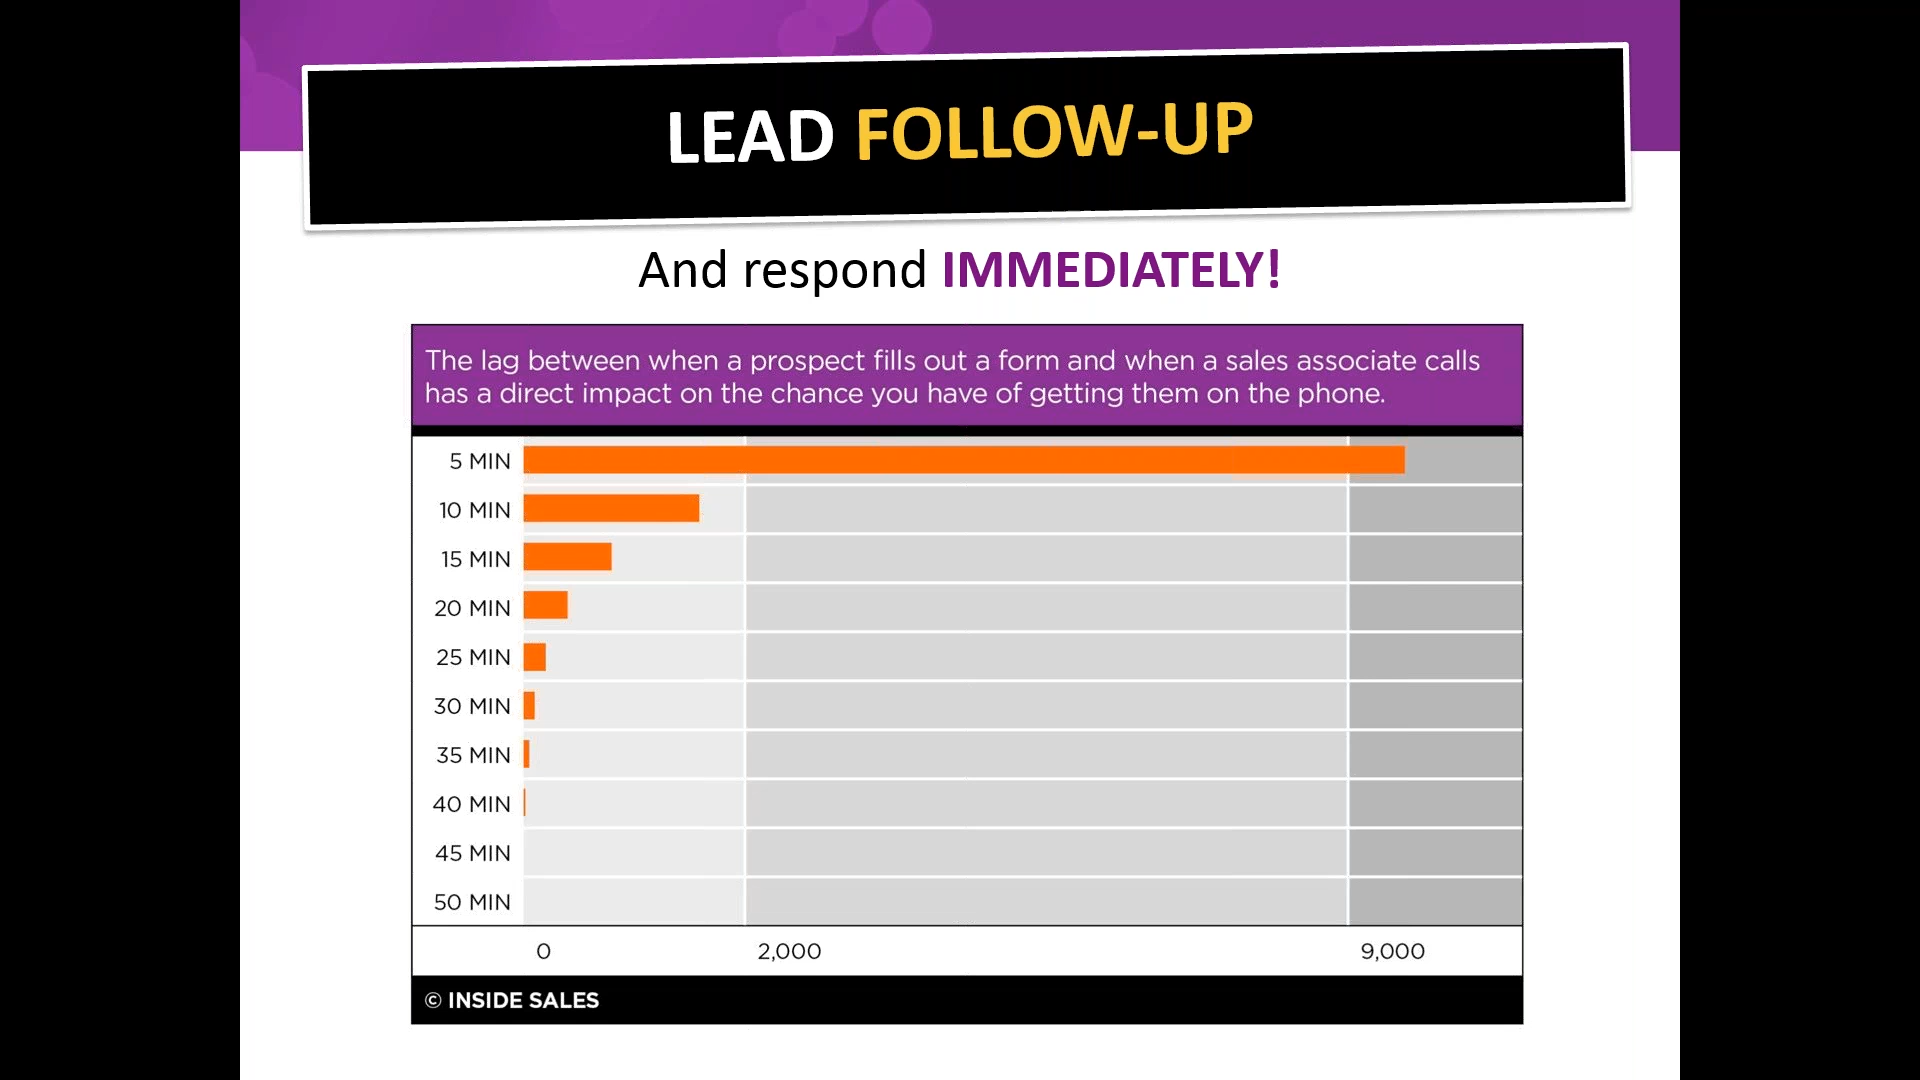 LEAD FOLLOW-UP
And respond IMMEDIATELY!
The lag between when a prospect fills out a form and when a sales associate calls
has a direct impact on the chance you have of getting them on the phone.
5 MIN
10 MIN
15 MIN
20 MIN
25 MIN
30 MIN
35 MIN
40 MIN
45 MIN
50 MIN
0 2,000 9,000
© INSIDE SALES